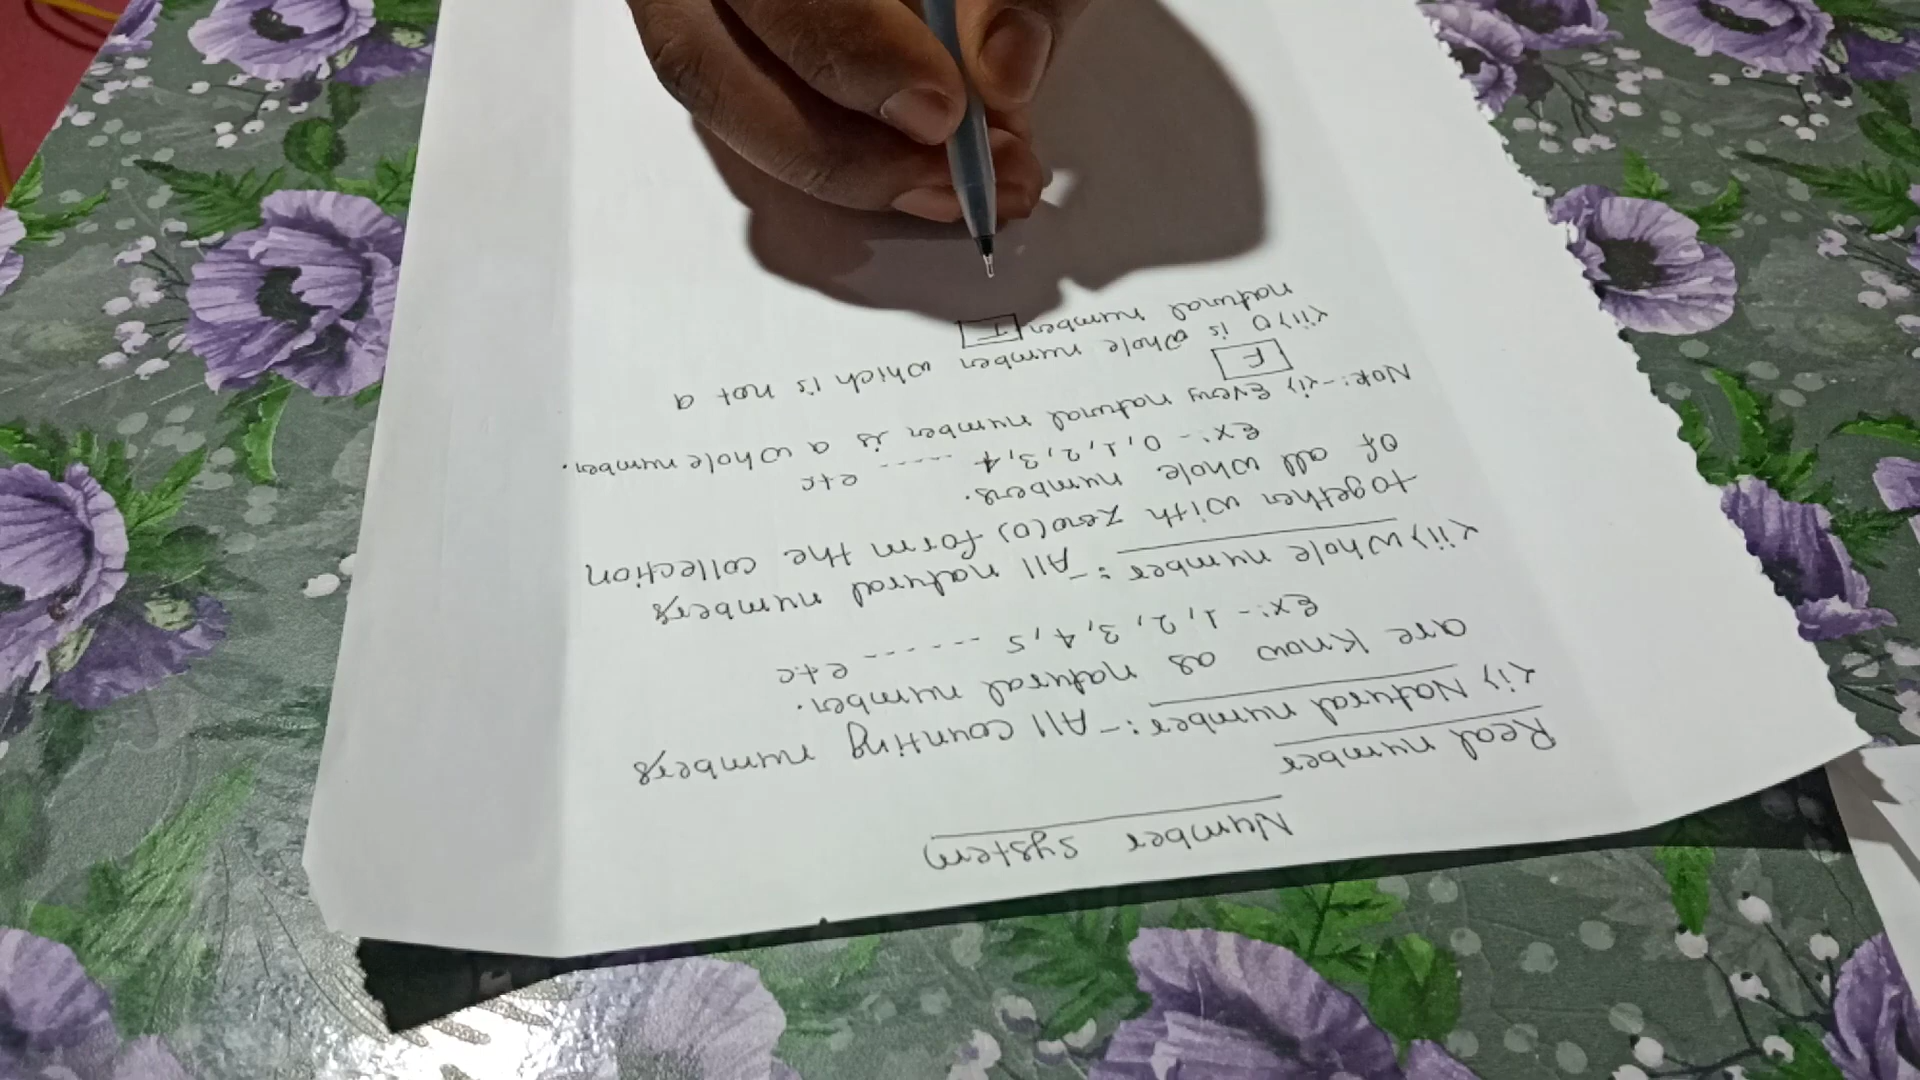 Number system
Real number
<i> Natural number:- All counting numbers
are know as natural number.
Ex:- 1, 2, 3, 4, 5 ------- etc
<ii> whole number:- All natural numbers
together with zero(0) form the collection
of all whole numbers.
Ex:- 0, 1, 2, 3, 4 ---- etc
Note:- <i> Every natural number is a whole number.
F
<ii> 0 is whole number which is not a
natural number T